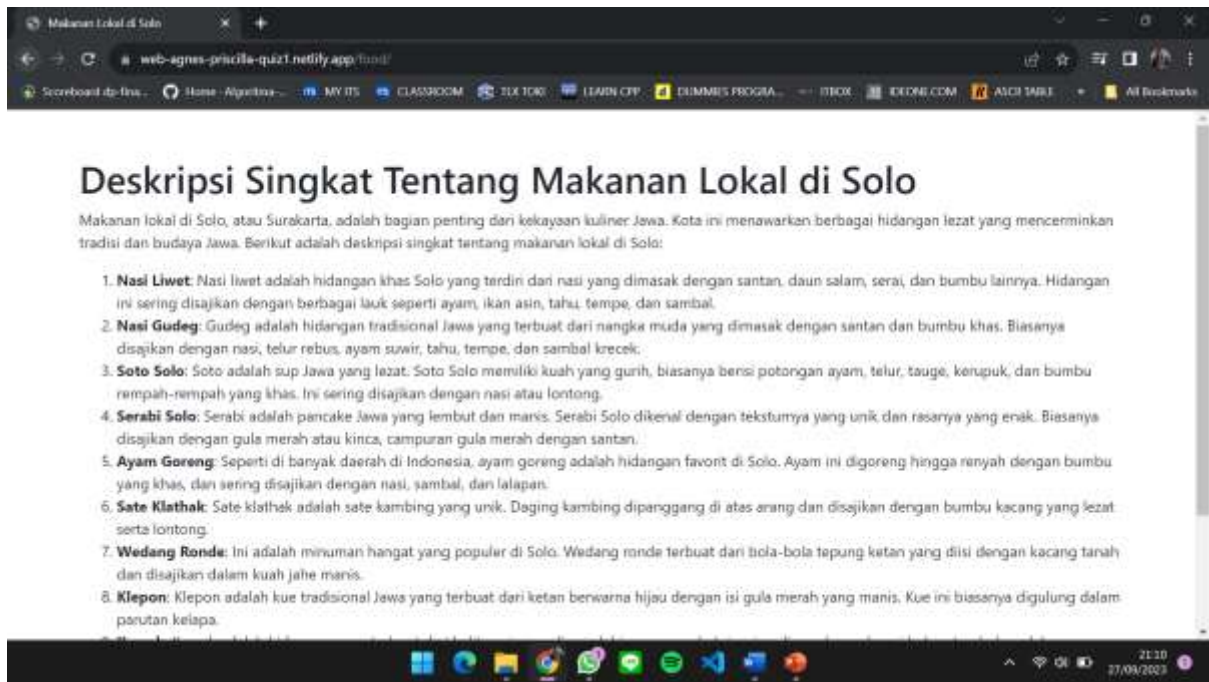 Makanan Lokal di Solo
web-agnes-priscilla-quiz1.netlify.app/food/
Scoreboard dp-fina... Home - Algoritma-... MY ITS CLASSROOM TLX TOKI LEARN CPP DUMMIES PROGRA... ITBOX IDEONE.COM ASCII TABLE All Bookmarks
Deskripsi Singkat Tentang Makanan Lokal di Solo
Makanan lokal di Solo, atau Surakarta, adalah bagian penting dari kekayaan kuliner Jawa. Kota ini menawarkan berbagai hidangan lezat yang mencerminkan
tradisi dan budaya Jawa. Berikut adalah deskripsi singkat tentang makanan lokal di Solo:
1. Nasi Liwet: Nasi liwet adalah hidangan khas Solo yang terdiri dari nasi yang dimasak dengan santan, daun salam, serai, dan bumbu lainnya. Hidangan
ini sering disajikan dengan berbagai lauk seperti ayam, ikan asin, tahu, tempe, dan sambal.
2. Nasi Gudeg: Gudeg adalah hidangan tradisional Jawa yang terbuat dari nangka muda yang dimasak dengan santan dan bumbu khas. Biasanya
disajikan dengan nasi, telur rebus, ayam suwir, tahu, tempe, dan sambal krecek.
3. Soto Solo: Soto adalah sup Jawa yang lezat. Soto Solo memiliki kuah yang gurih, biasanya berisi potongan ayam, telur, tauge, kerupuk, dan bumbu
rempah-rempah yang khas. Ini sering disajikan dengan nasi atau lontong.
4. Serabi Solo: Serabi adalah pancake Jawa yang lembut dan manis. Serabi Solo dikenal dengan teksturnya yang unik dan rasanya yang enak. Biasanya
disajikan dengan gula merah atau kinca, campuran gula merah dengan santan.
5. Ayam Goreng: Seperti di banyak daerah di Indonesia, ayam goreng adalah hidangan favorit di Solo. Ayam ini digoreng hingga renyah dengan bumbu
yang khas, dan sering disajikan dengan nasi, sambal, dan lalapan.
6. Sate Klathak: Sate klathak adalah sate kambing yang unik. Daging kambing dipanggang di atas arang dan disajikan dengan bumbu kacang yang lezat
serta lontong.
7. Wedang Ronde: Ini adalah minuman hangat yang populer di Solo. Wedang ronde terbuat dari bola-bola tepung ketan yang diisi dengan kacang tanah
dan disajikan dalam kuah jahe manis.
8. Klepon: Klepon adalah kue tradisional Jawa yang terbuat dari ketan berwarna hijau dengan isi gula merah yang manis. Kue ini biasanya digulung dalam
parutan kelapa.
21:10
27/09/2023